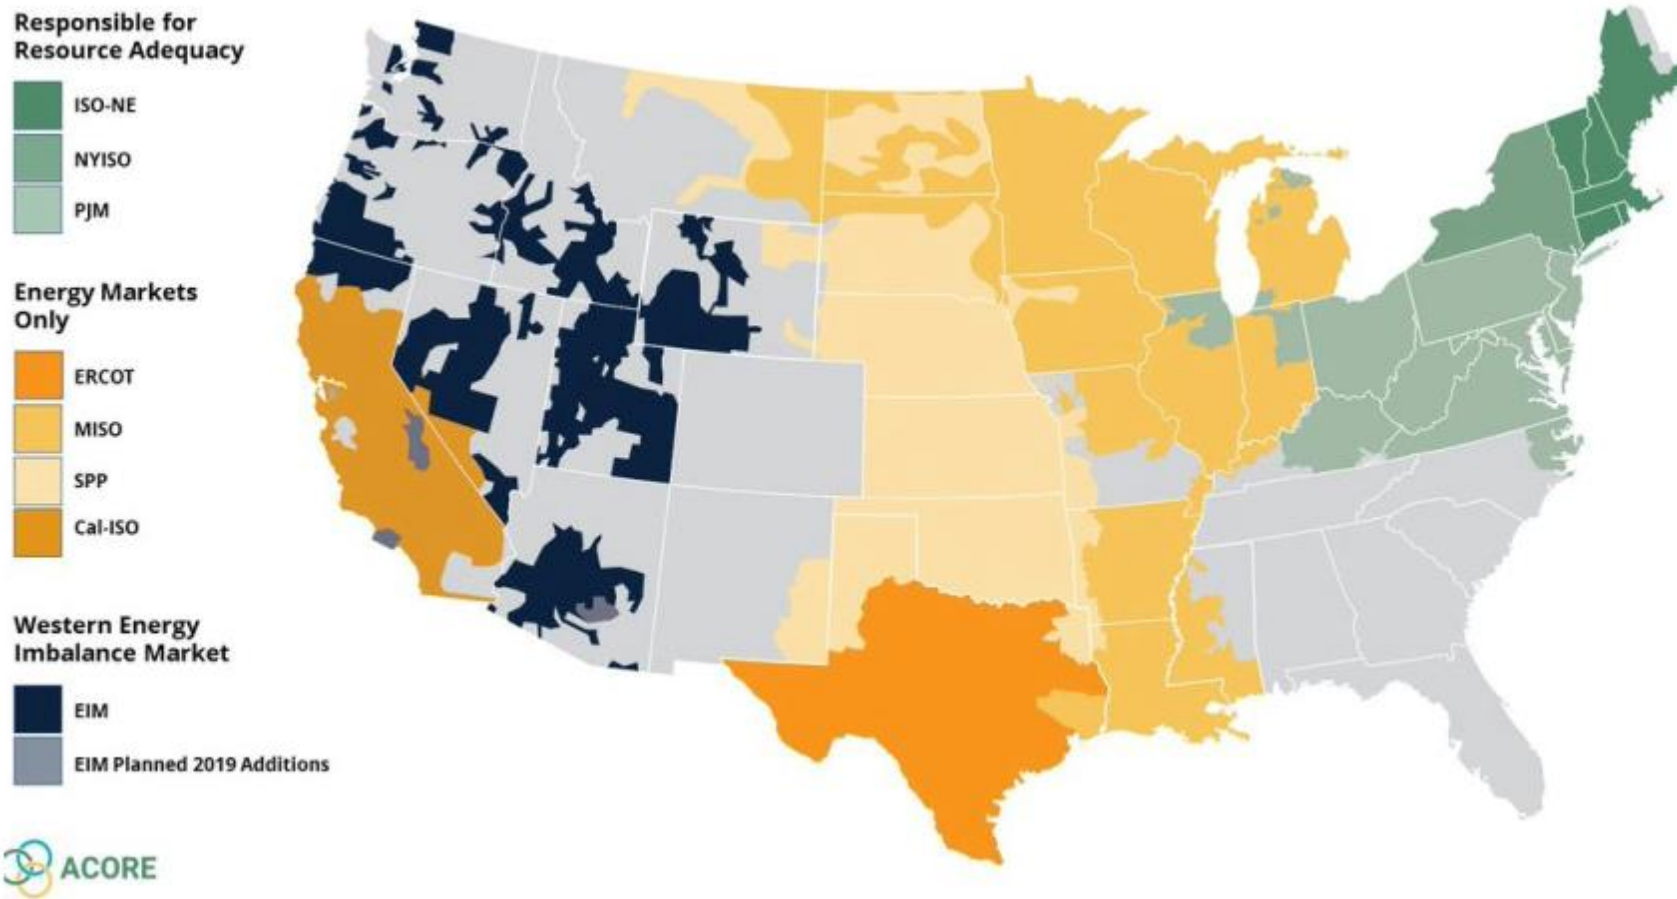 Responsible for
Resource Adequacy
ISO-NE
NYISO
PJM
Energy Markets
Only
ERCOT
MISO
SPP
Cal-ISO
Western Energy
Imbalance Market
EIM
EIM Planned 2019 Additions
ACORE